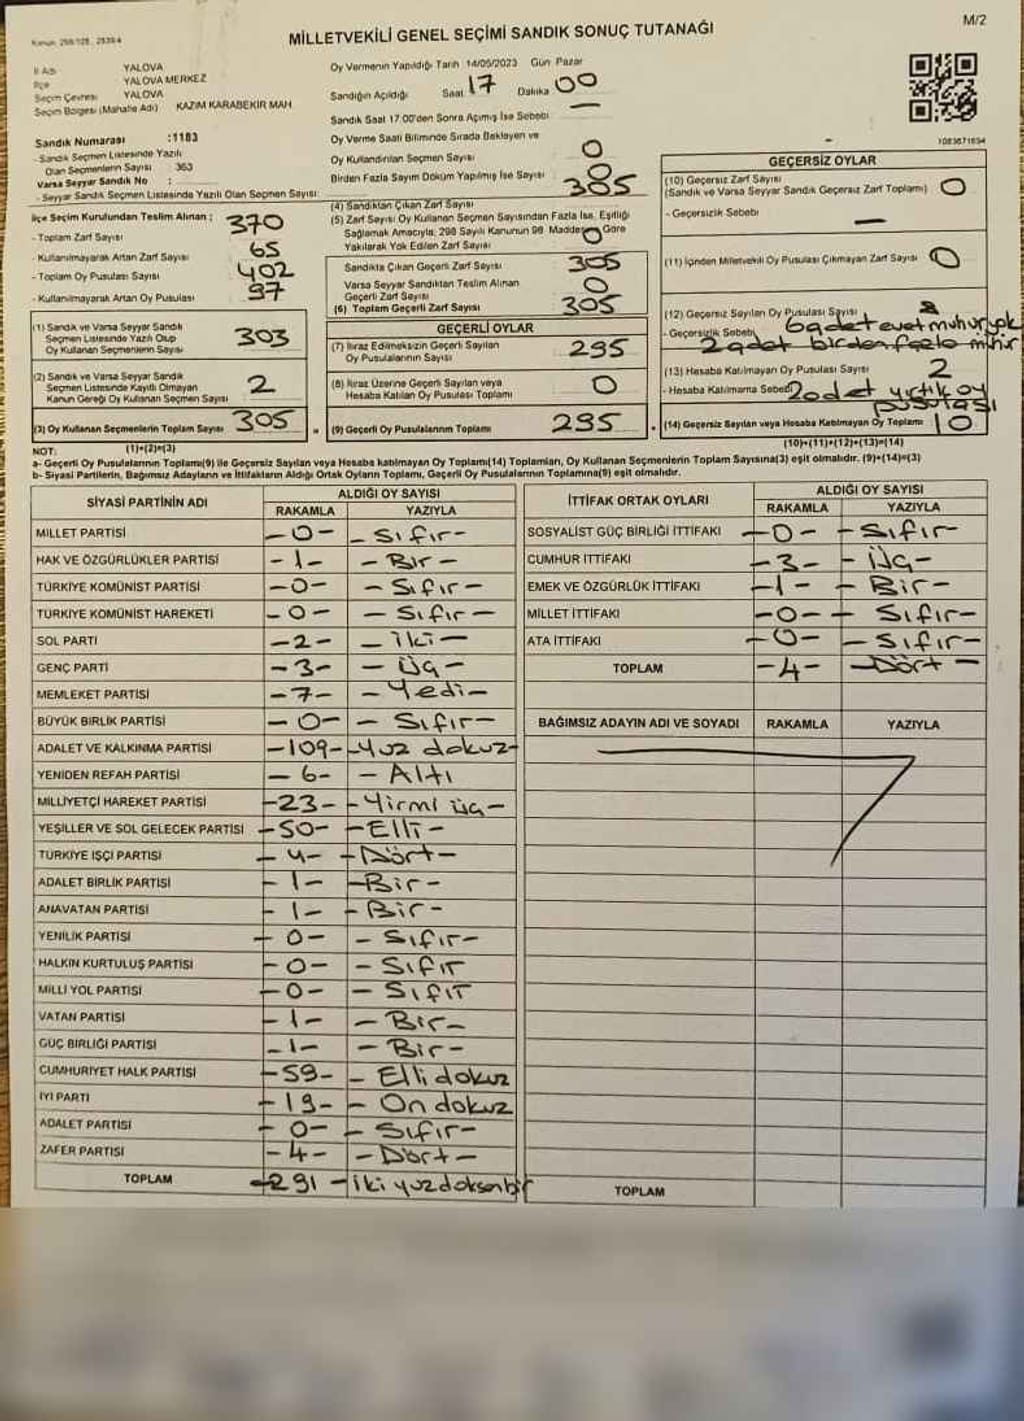 M/2
MİLLETVEKİLİ GENEL SEÇİMİ SANDIK SONUÇ TUTANAĞI
İl Adı YALOVA
İlçe YALOVA MERKEZ
Seçim Çevresi YALOVA
Seçim Bölgesi (Mahalle Adı) KAZIM KARABEKİR MAH
Sandık Numarası :1183
- Sandık Seçmen Listesinde Yazılı
Olan Seçmenlerin Sayısı : 363
Varsa Seyyar Sandık No :
- Seyyar Sandık Seçmen Listesinde Yazılı Olan Seçmen Sayısı:
İlçe Seçim Kurulundan Teslim Alınan :
- Toplam Zarf Sayısı 370
- Kullanılmayarak Artan Zarf Sayısı 65
- Toplam Oy Pusulası Sayısı 402
- Kullanılmayarak Artan Oy Pusulası 97
(1) Sandık ve Varsa Seyyar Sandık
Seçmen Listesinde Yazılı Olup
Oy Kullanan Seçmenlerin Sayısı 303
(2) Sandık ve Varsa Seyyar Sandık
Seçmen Listesinde Kayıtlı Olmayan
Kanun Gereği Oy Kullanan Seçmen Sayısı 2
(3) Oy Kullanan Seçmenlerin Toplam Sayısı 305
(1)+(2)=(3)
Oy Vermenin Yapıldığı Tarih 14/05/2023 Gün Pazar
Sandığın Açıldığı Saat 17 Dakika 00
Sandık Saat 17:00'den Sonra Açılmış İse Sebebi —
Oy Verme Saati Bitiminde Sırada Bekleyen ve
Oy Kullandırılan Seçmen Sayısı 0
Birden Fazla Sayım Döküm Yapılmış İse Sayısı 0
(4) Sandıktan Çıkan Zarf Sayısı 305
(5) Zarf Sayısı Oy Kullanan Seçmen Sayısından Fazla İse, Eşitliği
Sağlamak Amacıyla, 298 Sayılı Kanunun 98. Maddesine Göre
Yakılarak Yok Edilen Zarf Sayısı 0
Sandıkta Çıkan Geçerli Zarf Sayısı 305
Varsa Seyyar Sandıktan Teslim Alınan
Geçerli Zarf Sayısı 0
(6) Toplam Geçerli Zarf Sayısı 305
GEÇERLİ OYLAR
(7) İtiraz Edilmeksizin Geçerli Sayılan
Oy Pusulalarının Sayısı 295
(8) İtiraz Üzerine Geçerli Sayılan veya
Hesaba Katılan Oy Pusulası Toplamı 0
(9) Geçerli Oy Pusulalarının Toplamı 295
1083671694
GEÇERSİZ OYLAR
(10) Geçersiz Zarf Sayısı
(Sandık ve Varsa Seyyar Sandık Geçersiz Zarf Toplamı) 0
- Geçersizlik Sebebi —
(11) İçinden Milletvekili Oy Pusulası Çıkmayan Zarf Sayısı 0
(12) Geçersiz Sayılan Oy Pusulası Sayısı 8
- Geçersizlik Sebebi 6 adet evet muhur yok
2 adet birden fazla mühür
(13) Hesaba Katılmayan Oy Pusulası Sayısı 2
- Hesaba Katılmama Sebebi 2 adet yırtık oy
pusulası
(14) Geçersiz Sayılan veya Hesaba Katılmayan Oy Toplamı 10
(10)+(11)+(12)+(13)=(14)
NOT:
a- Geçerli Oy Pusulalarının Toplamı(9) ile Geçersiz Sayılan veya Hesaba katılmayan Oy Toplamı(14) Toplamları, Oy Kullanan Seçmenlerin Toplam Sayısına(3) eşit olmalıdır. (9)+(14)=(3)
b- Siyasi Partilerin, Bağımsız Adayların ve İttifakların Aldığı Ortak Oyların Toplamı, Geçerli Oy Pusulalarının Toplamına(9) eşit olmalıdır.
SİYASİ PARTİNİN ADI ALDIĞI OY SAYISI
RAKAMLA YAZIYLA
MİLLET PARTİSİ -0- - Sıfır-
HAK VE ÖZGÜRLÜKLER PARTİSİ -1- - Bir-
TÜRKİYE KOMÜNİST PARTİSİ -0- - Sıfır-
TÜRKİYE KOMÜNİST HAREKETİ -0- - Sıfır-
SOL PARTİ -2- - iki-
GENÇ PARTİ -3- - üç-
MEMLEKET PARTİSİ -7- - Yedi-
BÜYÜK BİRLİK PARTİSİ -0- - Sıfır-
ADALET VE KALKINMA PARTİSİ -109- - Yuz dokuz-
YENİDEN REFAH PARTİSİ -6- - Altı
MİLLİYETÇİ HAREKET PARTİSİ -23- - Yirmi üç-
YEŞİLLER VE SOL GELECEK PARTİSİ -50- - Elli-
TÜRKİYE İŞÇİ PARTİSİ -4- - Dört-
ADALET BİRLİK PARTİSİ -1- - Bir-
ANAVATAN PARTİSİ -1- - Bir-
YENİLİK PARTİSİ -0- - Sıfır-
HALKIN KURTULUŞ PARTİSİ -0- - Sıfır
MİLLİ YOL PARTİSİ -0- - Sıfır
VATAN PARTİSİ -1- - Bir-
GÜÇ BİRLİĞİ PARTİSİ -1- - Bir-
CUMHURİYET HALK PARTİSİ -59- - Elli dokuz
İYİ PARTİ -19- - On dokuz
ADALET PARTİSİ -0- - Sıfır-
ZAFER PARTİSİ -4- - Dört-
TOPLAM -291 - iki yuz doksan bir
İTTİFAK ORTAK OYLARI ALDIĞI OY SAYISI
RAKAMLA YAZIYLA
SOSYALİST GÜÇ BİRLİĞİ İTTİFAKI -0- - Sıfır-
CUMHUR İTTİFAKI -3- - Üç-
EMEK VE ÖZGÜRLÜK İTTİFAKI -1- - Bir-
MİLLET İTTİFAKI -0- - Sıfır-
ATA İTTİFAKI -0- - Sıfır-
TOPLAM -4- -Dört-
BAĞIMSIZ ADAYIN ADI VE SOYADI RAKAMLA YAZIYLA
TOPLAM